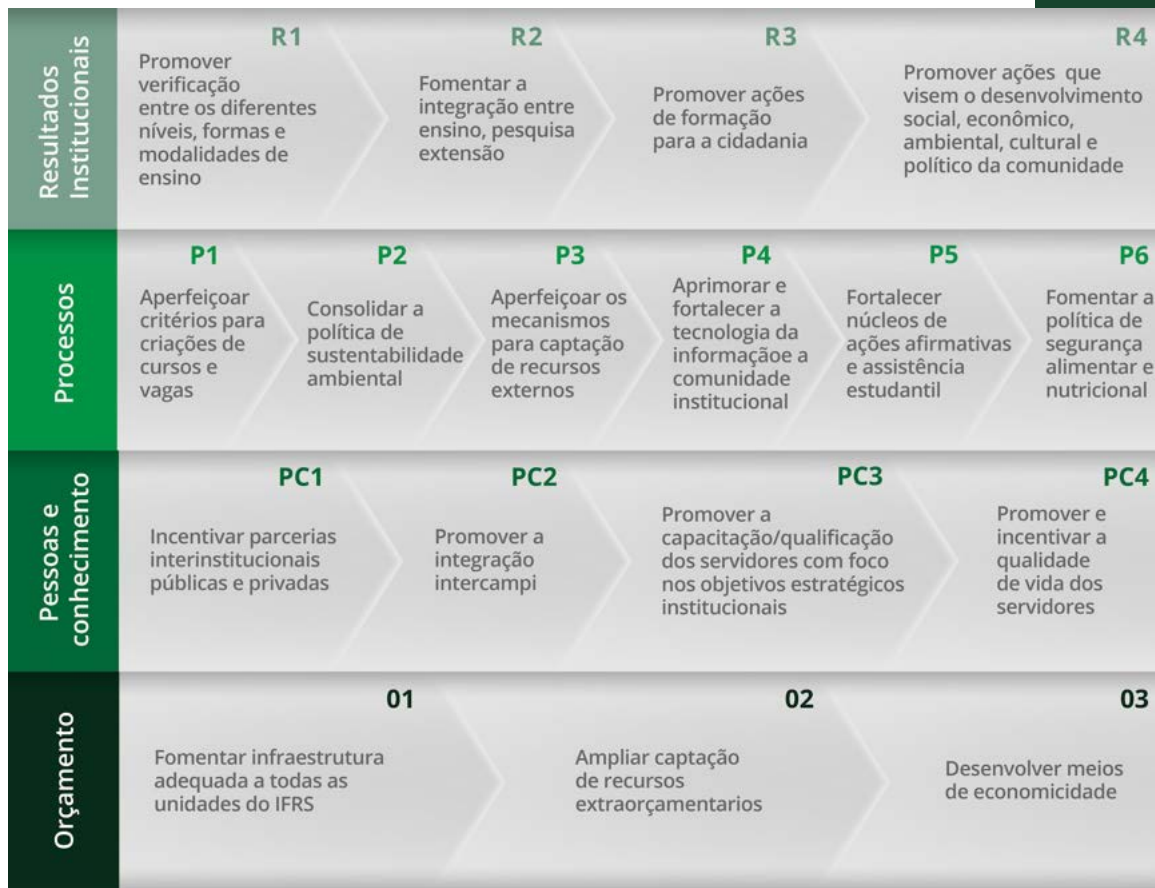 Resultados
Institucionais
R1
Promover
verificação
entre os diferentes
níveis, formas e
modalidades de
ensino
R2
Fomentar a
integração entre
ensino, pesquisa
extensão
R3
Promover ações
de formação
para a cidadania
R4
Promover ações que
visem o desenvolvimento
social, econômico,
ambiental, cultural e
político da comunidade
Processos
P1
Aperfeiçoar
critérios para
criações de
cursos e
vagas
P2
Consolidar a
política de
sustentabilidade
ambiental
P3
Aperfeiçoar os
mecanismos
para captação
de recursos
externos
P4
Aprimorar e
fortalecer a
tecnologia da
informaçãoe a
comunidade
institucional
P5
Fortalecer
núcleos de
ações afirmativas
e assistência
estudantil
P6
Fomentar a
política de
segurança
alimentar e
nutricional
Pessoas e
conhecimento
PC1
Incentivar parcerias
interinstitucionais
públicas e privadas
PC2
Promover a
integração
intercampi
PC3
Promover a
capacitação/qualificação
dos servidores com foco
nos objetivos estratégicos
institucionais
PC4
Promover e
incentivar a
qualidade
de vida dos
servidores
Orçamento
01
Fomentar infraestrutura
adequada a todas as
unidades do IFRS
02
Ampliar captação
de recursos
extraorçamentarios
03
Desenvolver meios
de economicidade